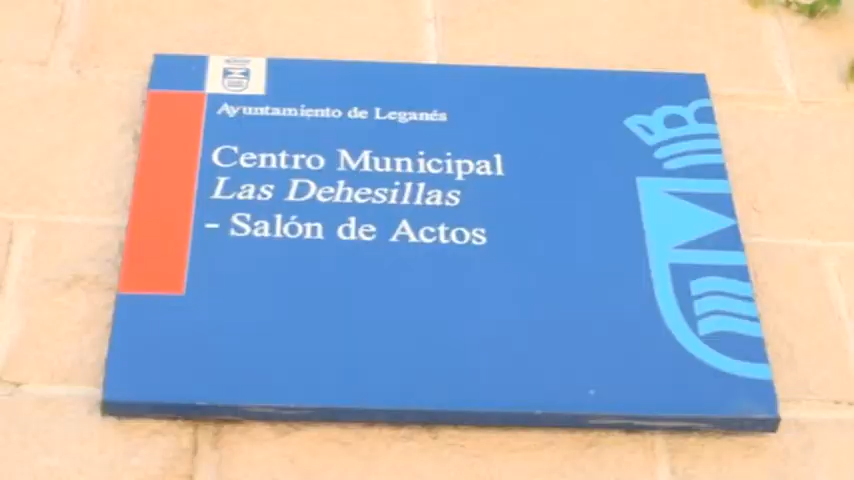 Ayuntamiento de Leganés
Centro Municipal
Las Dehesillas
- Salón de Actos